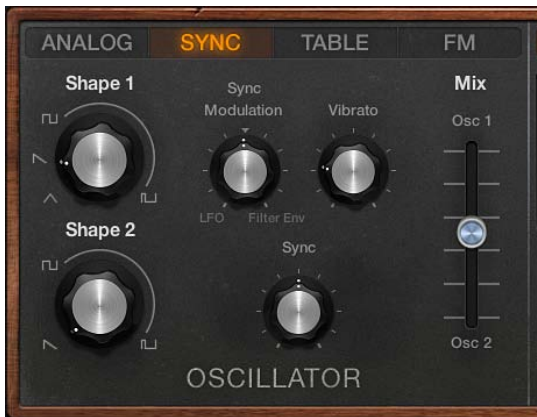 ANALOG SYNC TABLE FM
Shape 1
Sync
Modulation
Vibrato
Mix
Osc 1
LFO
Filter Env
Shape 2
Sync
Osc 2
OSCILLATOR